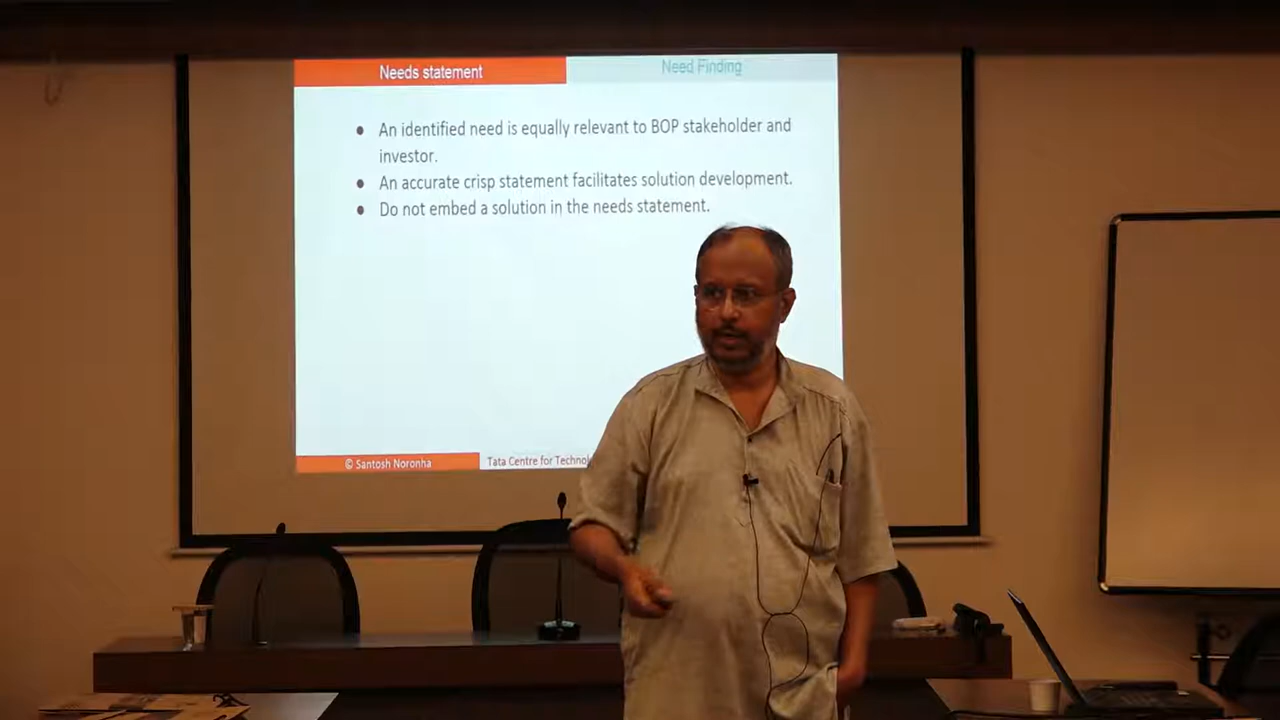 Needs statement
Need Finding
● An identified need is equally relevant to BOP stakeholder and
investor.
● An accurate crisp statement facilitates solution development.
● Do not embed a solution in the needs statement.
© Santosh Noronha
Tata Centre for